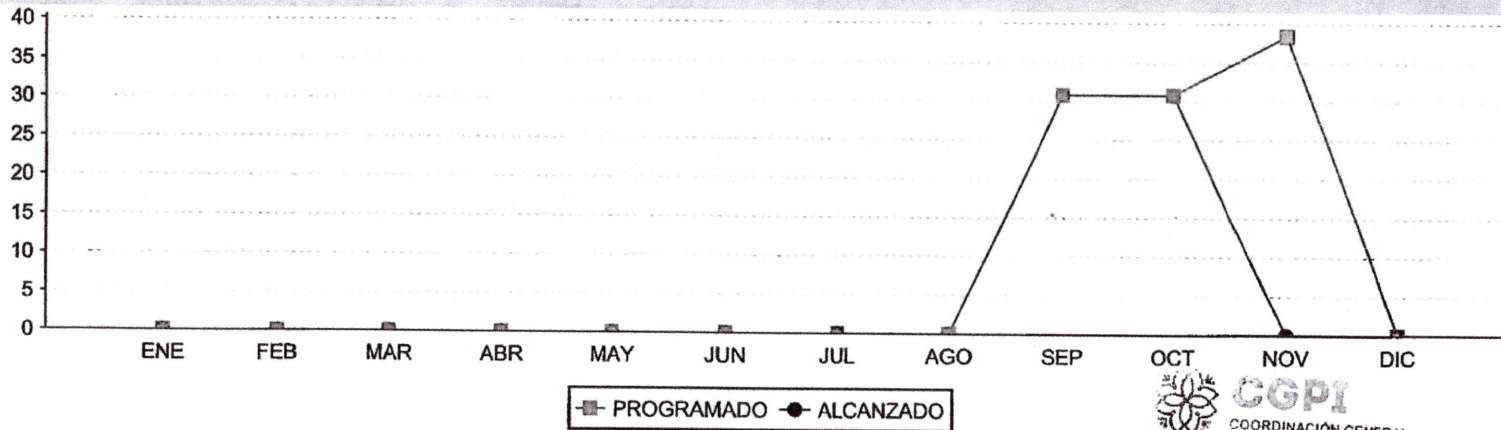 40
35
30
25
20
15
10
5
0
ENE FEB MAR ABR MAY JUN JUL AGO SEP OCT NOV DIC
PROGRAMADO ALCANZADO
CGPI
COORDINACIÓN GENERAL